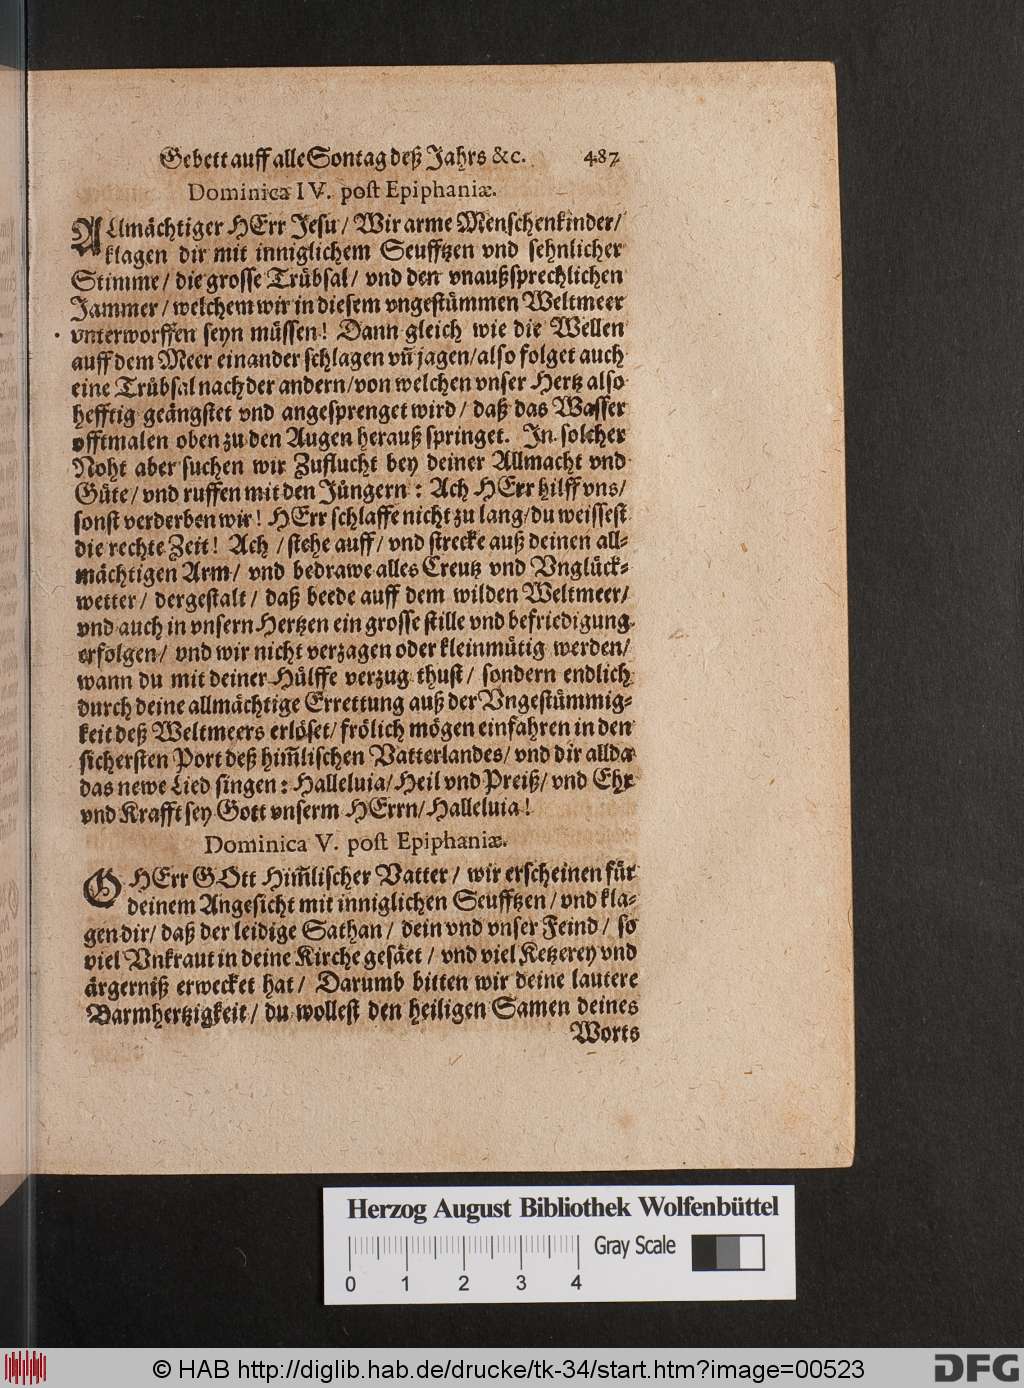 Gebett auff alle Sontag deß Jahrs &c. 487
Dominica IV. post Epiphaniæ.
ALlmächtiger HErr Jesu / Wir arme Menschenkinder /
klagen dir mit inniglichem Seufftzen vnd sehnlicher
Stimme / die grosse Trübsal / vnd den vnaußsprechlichen
Jammer / welchem wir in diesem vngestümmen Weltmeer
vnterworffen seyn müssen! Dann gleich wie die Wellen
auff dem Meer einander schlagen vñ jagen / also folget auch
eine Trübsal nach der andern / von welchen vnser Hertz also
hefftig geängstet vnd angesprenget wird / daß das Wasser
offtmalen oben zu den Augen herauß springet. In solcher
Noht aber suchen wir Zuflucht bey deiner Allmacht vnd
Güte / vnd ruffen mit den Jüngern: Ach HErr hilff vns /
sonst verderben wir! HErr schlaffe nicht zu lang / du weissest
die rechte Zeit! Ach / stehe auff / vnd strecke auß deinen all-
mächtigen Arm / vnd bedrawe alles Creutz vnd Vnglück-
wetter / dergestalt / daß beede auff dem wilden Weltmeer /
vnd auch in vnsern Hertzen ein grosse stille vnd befriedigung
erfolgen / vnd wir nicht verzagen oder kleinmütig werden /
wann du mit deiner Hülffe verzug thust / sondern endlich
durch deine allmächtige Errettung auß der Vngestümmig-
keit deß Weltmeers erlöset / frölich mögen einfahren in den
sichersten Port deß him̃lischen Vatterlandes / vnd dir allda
das newe Lied singen: Halleluia / Heil vnd Preiß / vnd Ehr
vnd Krafft sey Gott vnserm HErrn / Halleluia!
Dominica V. post Epiphaniæ.
O HErr GOtt Him̃lischer Vatter / wir erscheinen für
deinem Angesicht mit inniglichen Seufftzen / vnd kla-
gen dir / daß der leidige Sathan / dein vnd vnser Feind / so
viel Vnkraut in deine Kirche gesäet / vnd viel Ketzerey vnd
ärgerniß erwecket hat / Darumb bitten wir deine lautere
Barmhertzigkeit / du wollest den heiligen Samen deines
Worts
Herzog August Bibliothek Wolfenbüttel
Gray Scale
0 1 2 3 4
© HAB http://diglib.hab.de/drucke/tk-34/start.htm?image=00523
DFG